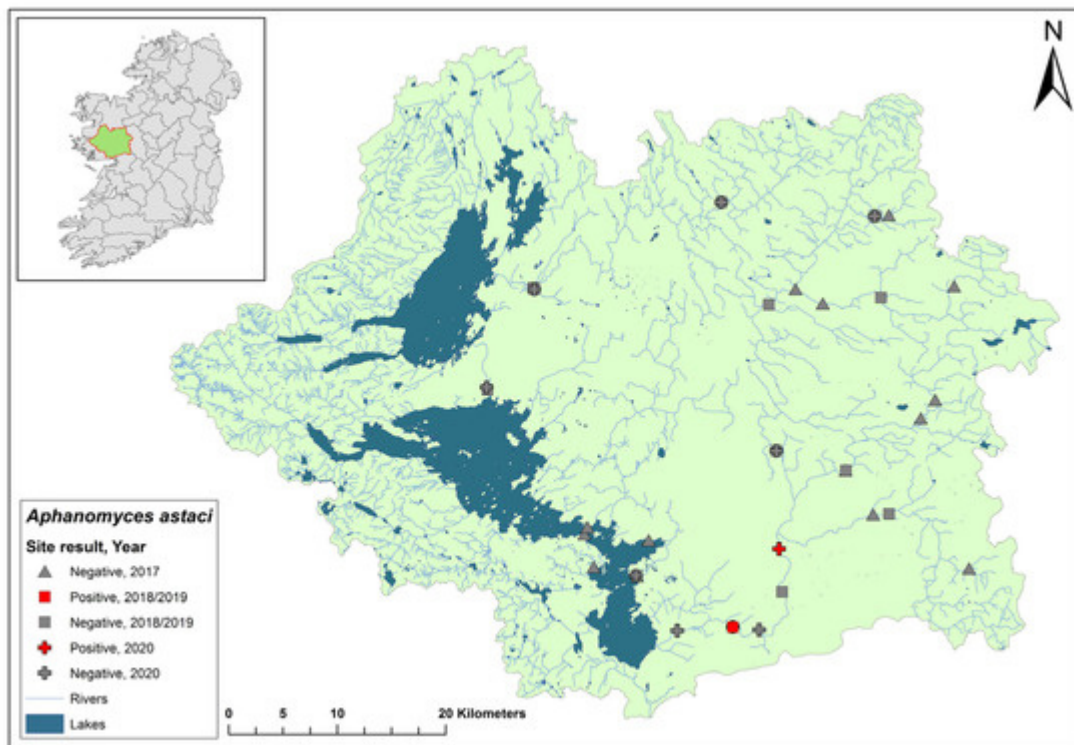 N
Aphanomyces astaci
Site result, Year
Negative, 2017
Positive, 2018/2019
Negative, 2018/2019
Positive, 2020
Negative, 2020
Rivers
Lakes
0 5 10 20 Kilometers